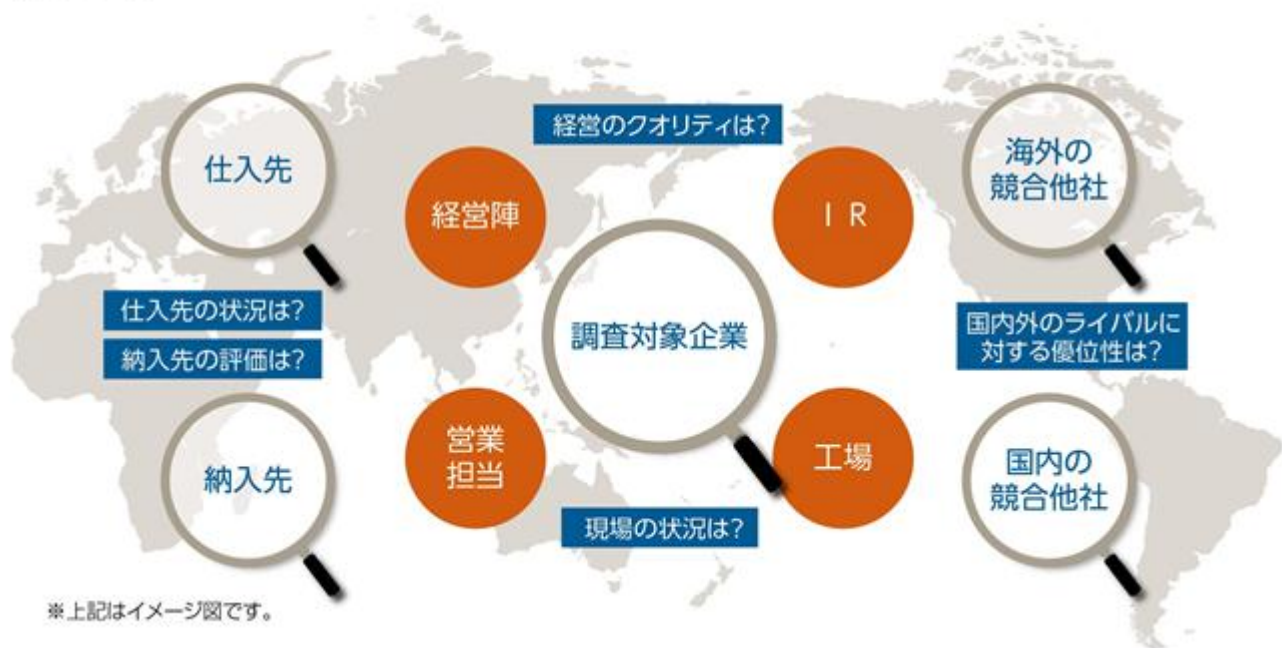 経営のクオリティは?
仕入先
経営陣
I R
海外の
競合他社
調査対象企業
仕入先の状況は?
納入先の評価は?
国内外のライバルに
対する優位性は?
営業
担当
工場
納入先
国内の
競合他社
現場の状況は?
※上記はイメージ図です。